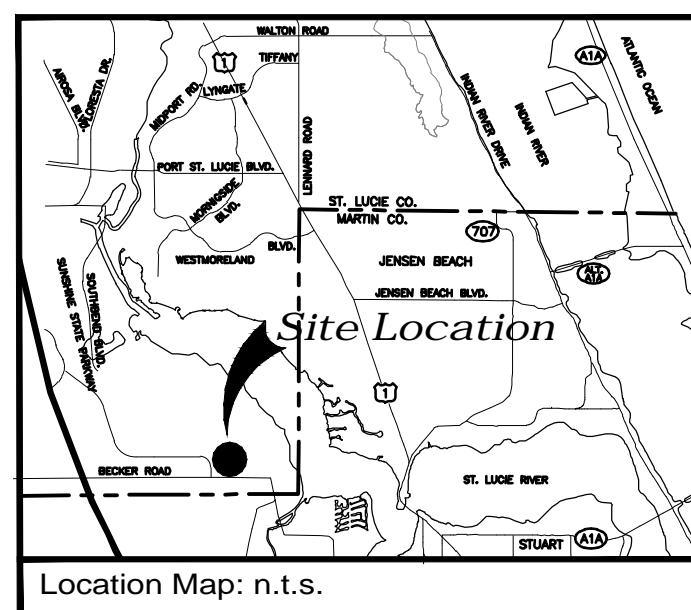 WALTON ROAD
TIFFANY
1
LYNGATE
MIDPORT RD.
AIROSA BLVD.
FLORESTA DR.
A1A
ATLANTIC OCEAN
INDIAN RIVER DRIVE
INDIAN RIVER
LENNARD ROAD
PORT ST. LUCIE BLVD.
MORNIGSIDE
BLVD.
ST. LUCIE CO.
MARTIN CO.
707
BLVD.
WESTMORELAND
JENSEN BEACH
ALT.
A1A
JENSEN BEACH BLVD.
SOUTHBEND BLVD.
SUNSHINE STATE PARKWAY
Site Location
1
BECKER ROAD
ST. LUCIE RIVER
STUART
A1A
Location Map: n.t.s.